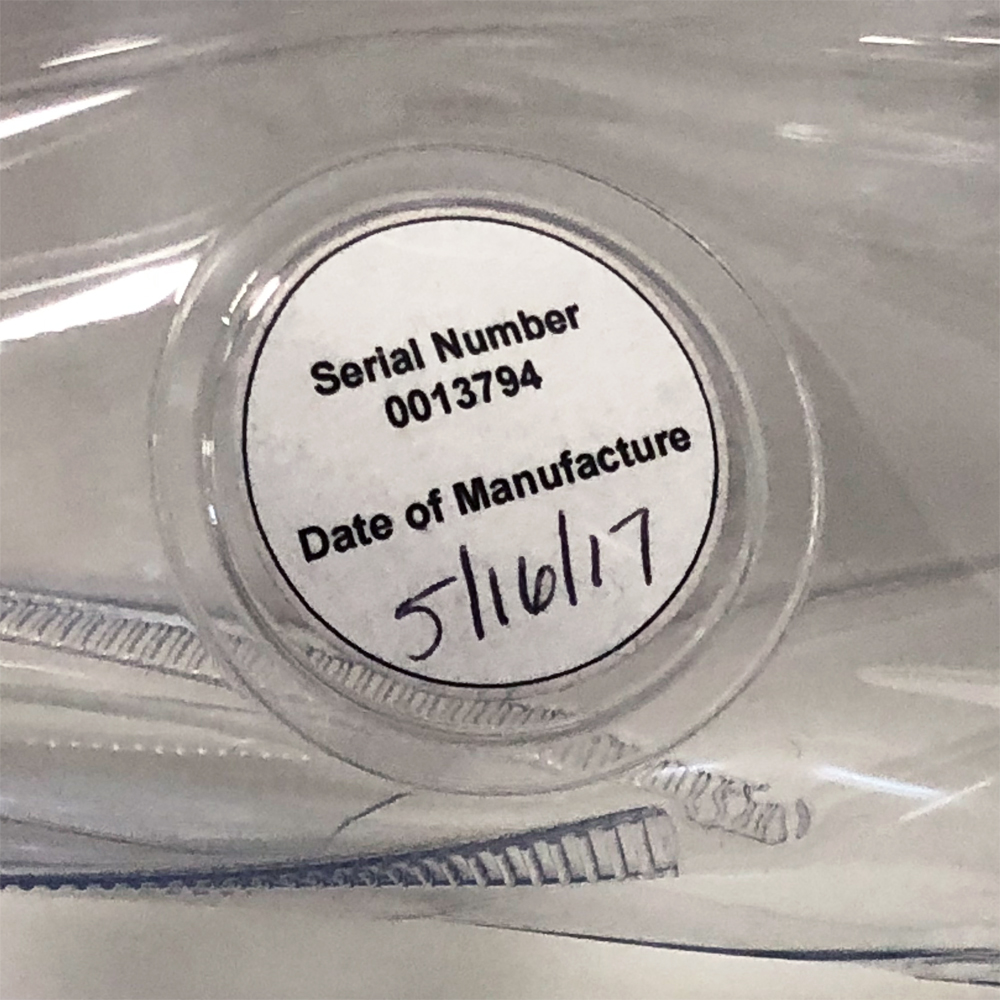 Serial Number
0013794
Date of Manufacture
5/16/17